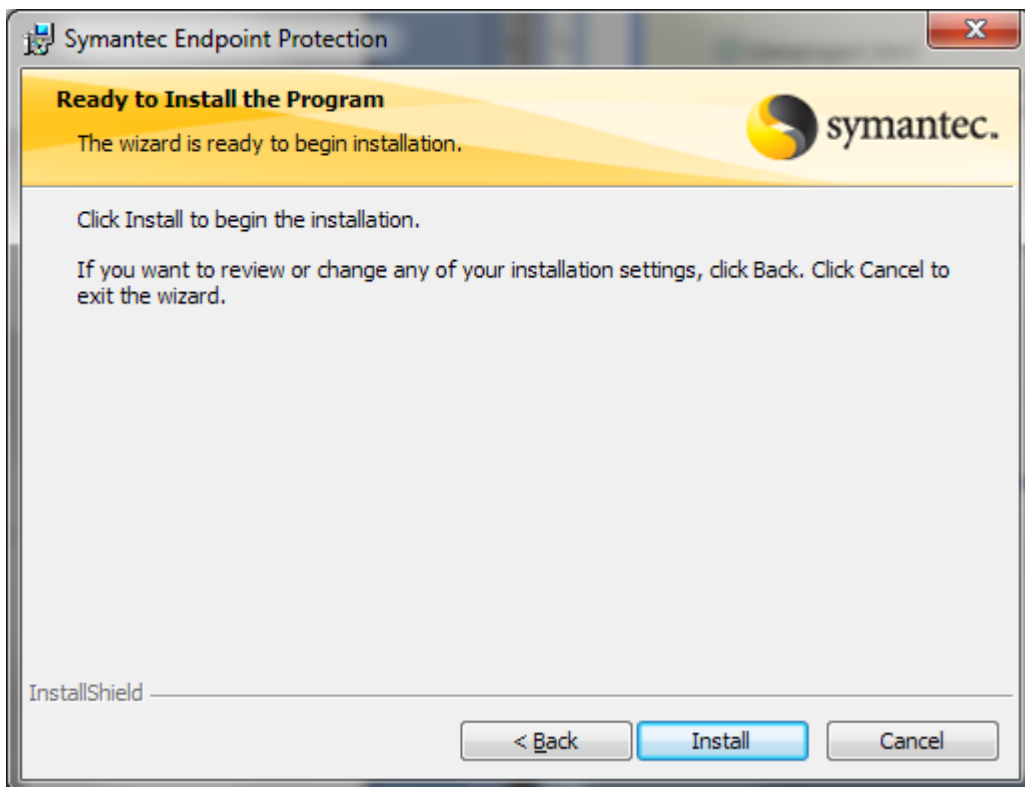 Symantec Endpoint Protection
Ready to Install the Program
The wizard is ready to begin installation.
symantec.
Click Install to begin the installation.
If you want to review or change any of your installation settings, click Back. Click Cancel to
exit the wizard.
InstallShield
< Back
Install
Cancel